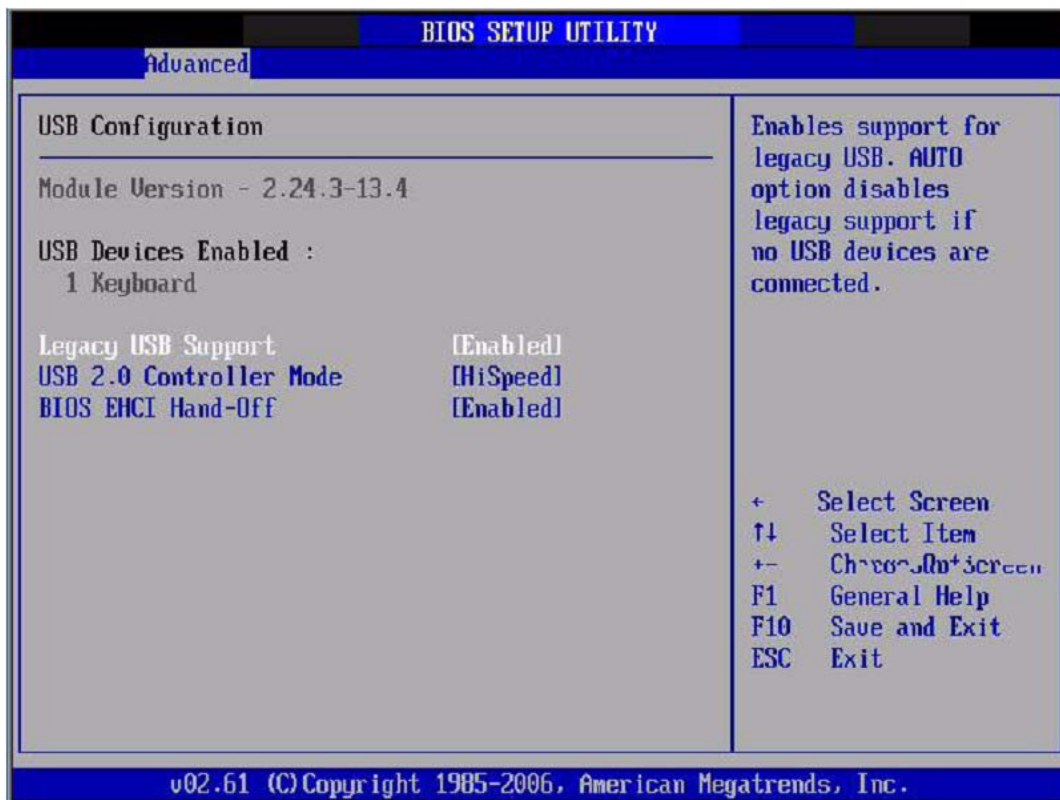 BIOS SETUP UTILITY
Advanced
USB Configuration
Module Version - 2.24.3-13.4
USB Devices Enabled :
1 Keyboard
Legacy USB Support [Enabled]
USB 2.0 Controller Mode [HiSpeed]
BIOS EHCI Hand-Off [Enabled]
Enables support for
legacy USB. AUTO
option disables
legacy support if
no USB devices are
connected.
← Select Screen
↑↓ Select Item
+-
F1 General Help
F10 Save and Exit
ESC Exit
v02.61 (C)Copyright 1985-2006, American Megatrends, Inc.